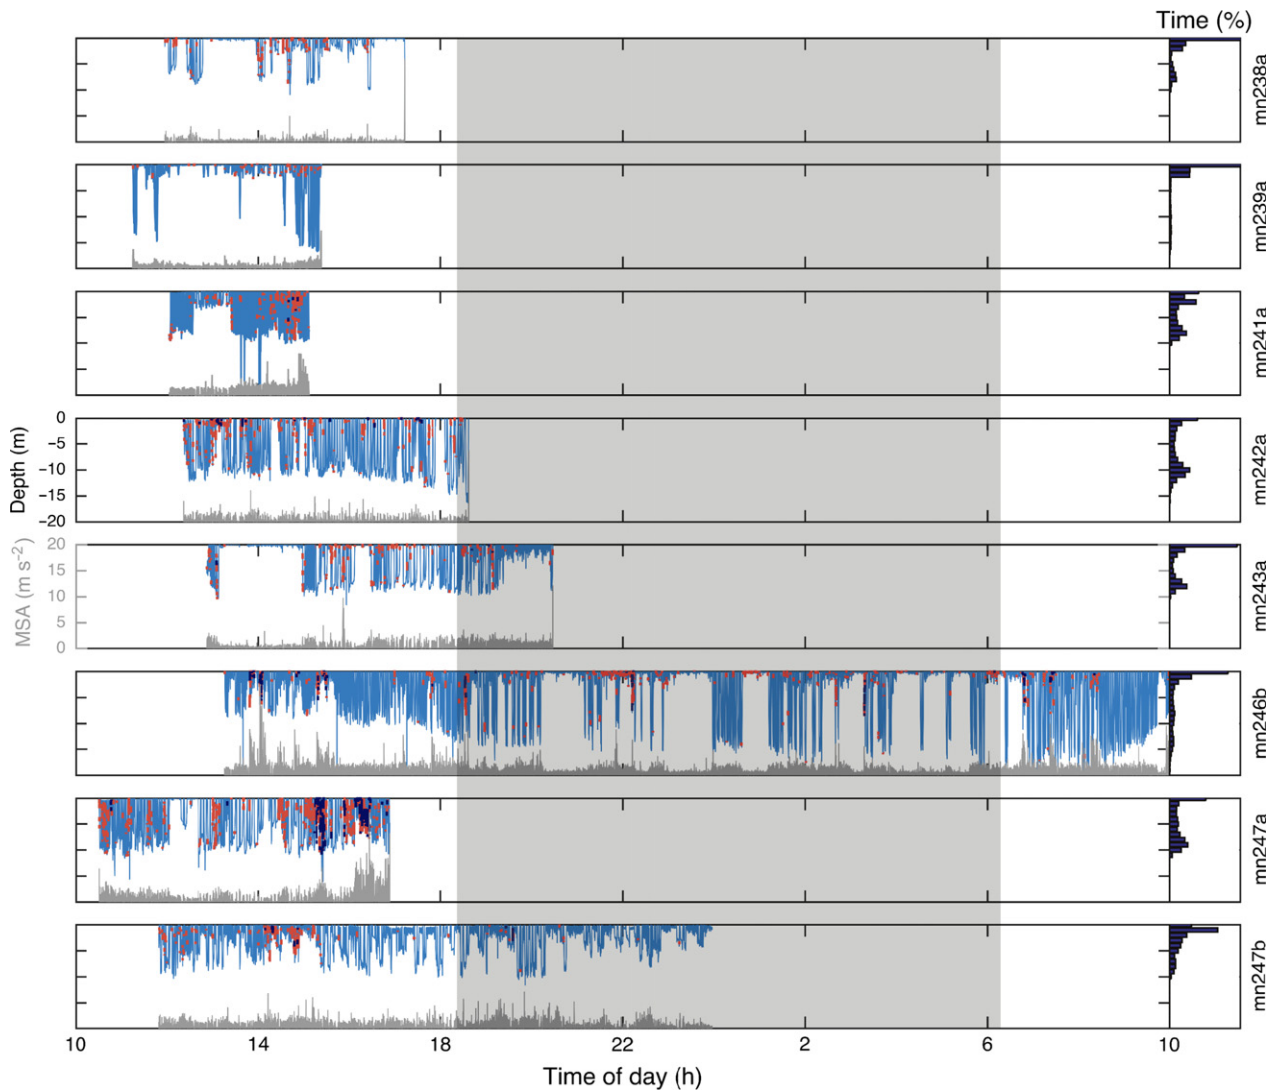 Time (%)
mn238a
mn239a
mn241a
Depth (m)
0
−5
−10
−15
−20
mn242a
MSA (m s⁻²)
20
15
10
5
0
mn243a
mn246b
mn247a
mn247b
10 14 18 22 2 6 10
Time of day (h)